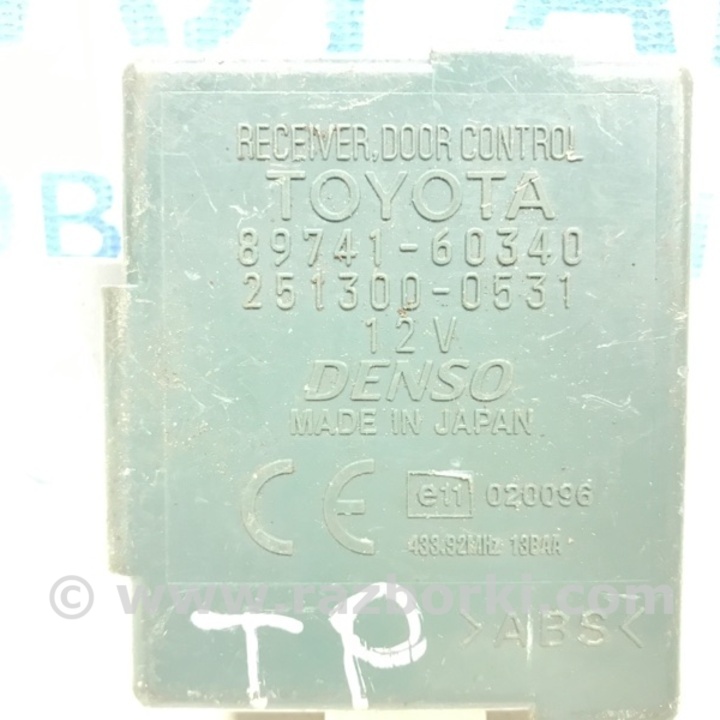 RECEIVER, DOOR CONTROL
TOYOTA
89741-60340
251300-0531
12V
DENSO
MADE IN JAPAN
CE e11 020096
433.92MHz 13BAA
© www.razborki.com
TP >ABS<